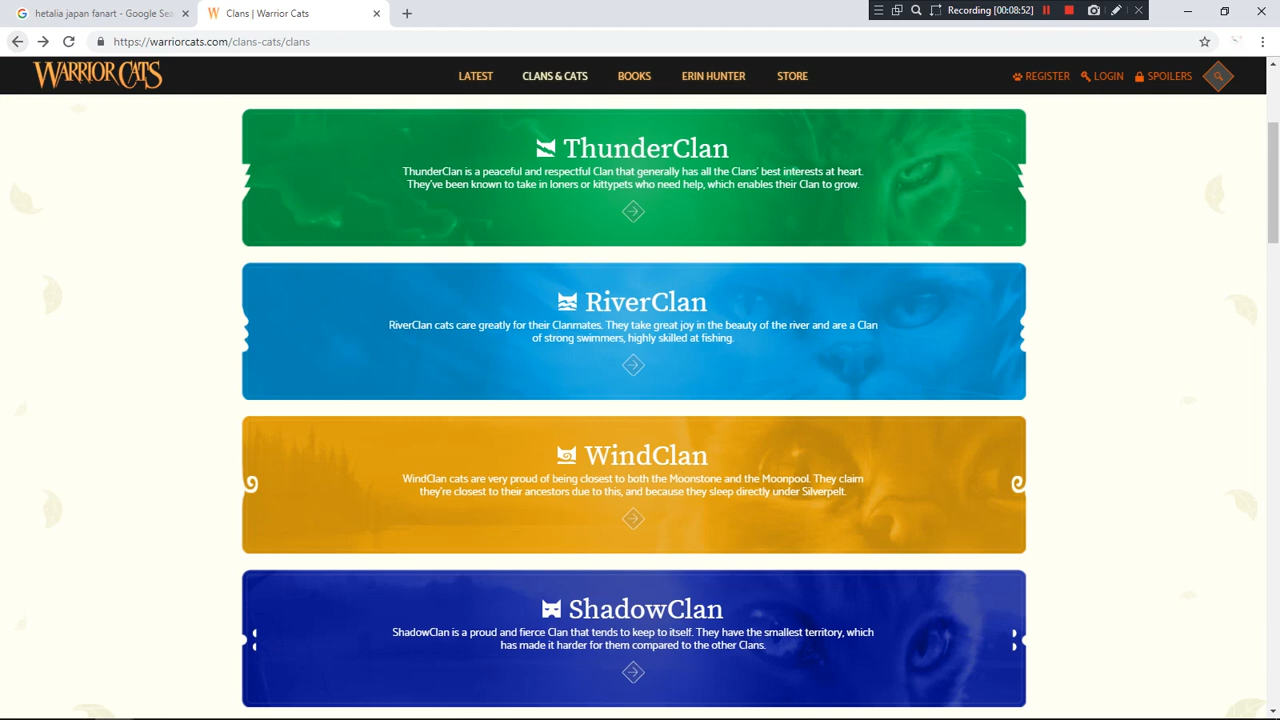 hetalia japan fanart - Google Sea
Clans | Warrior Cats
Recording [00:08:52]
https://warriorcats.com/clans-cats/clans
WARRIOR CATS
LATEST
CLANS & CATS
BOOKS
ERIN HUNTER
STORE
REGISTER
LOGIN
SPOILERS
ThunderClan
ThunderClan is a peaceful and respectful Clan that generally has all the Clans' best interests at heart.
They've been known to take in loners or kittypets who need help, which enables their Clan to grow.
RiverClan
RiverClan cats care greatly for their Clanmates. They take great joy in the beauty of the river and are a Clan
of strong swimmers, highly skilled at fishing.
WindClan
WindClan cats are very proud of being closest to both the Moonstone and the Moonpool. They claim
they're closest to their ancestors due to this, and because they sleep directly under Silverpelt.
ShadowClan
ShadowClan is a proud and fierce Clan that tends to keep to itself. They have the smallest territory, which
has made it harder for them compared to the other Clans.